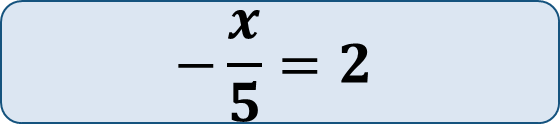 − x/5 = 2